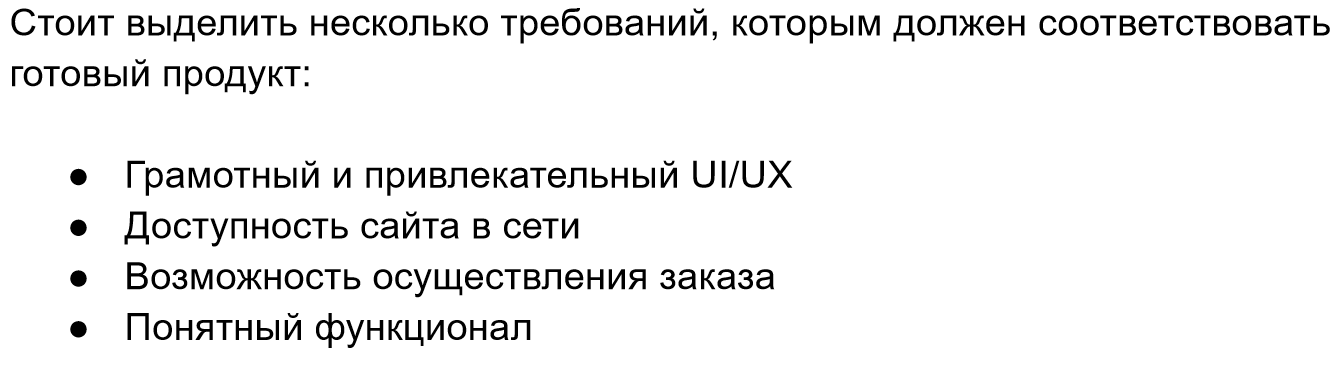 Стоит выделить несколько требований, которым должен соответствовать
готовый продукт:
● Грамотный и привлекательный UI/UX
● Доступность сайта в сети
● Возможность осуществления заказа
● Понятный функционал